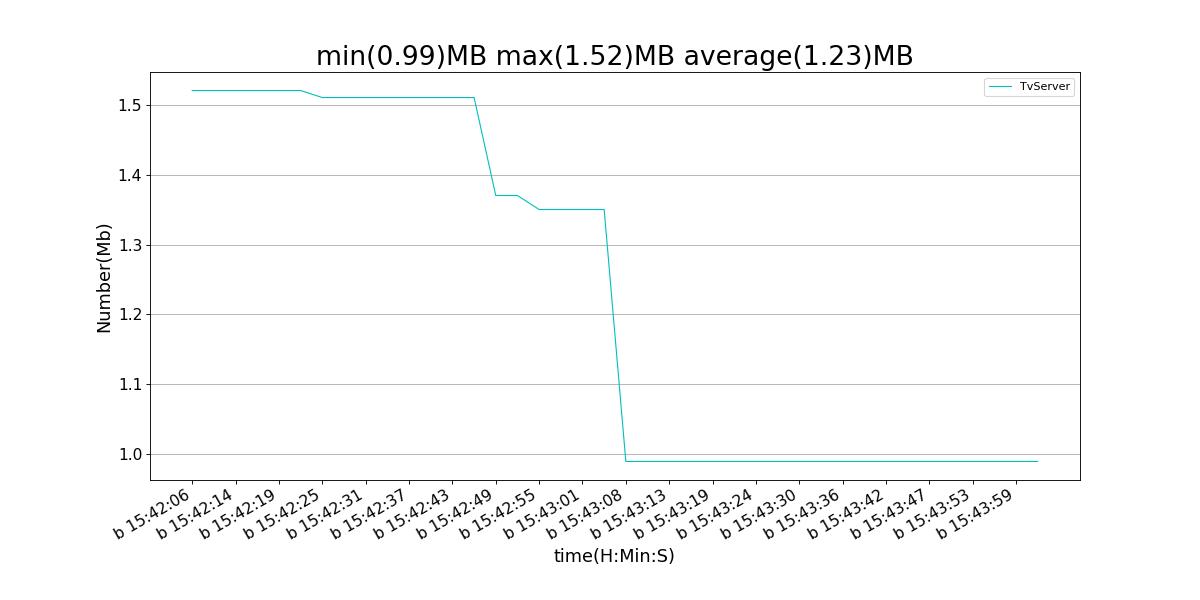 min(0.99)MB max(1.52)MB average(1.23)MB
TvServer
1.5
1.4
1.3
1.2
1.1
1.0
Number(Mb)
b 15:42:06
b 15:42:14
b 15:42:19
b 15:42:25
b 15:42:31
b 15:42:37
b 15:42:43
b 15:42:49
b 15:42:55
b 15:43:01
b 15:43:08
b 15:43:13
b 15:43:19
b 15:43:24
b 15:43:30
b 15:43:36
b 15:43:42
b 15:43:47
b 15:43:53
b 15:43:59
time(H:Min:S)